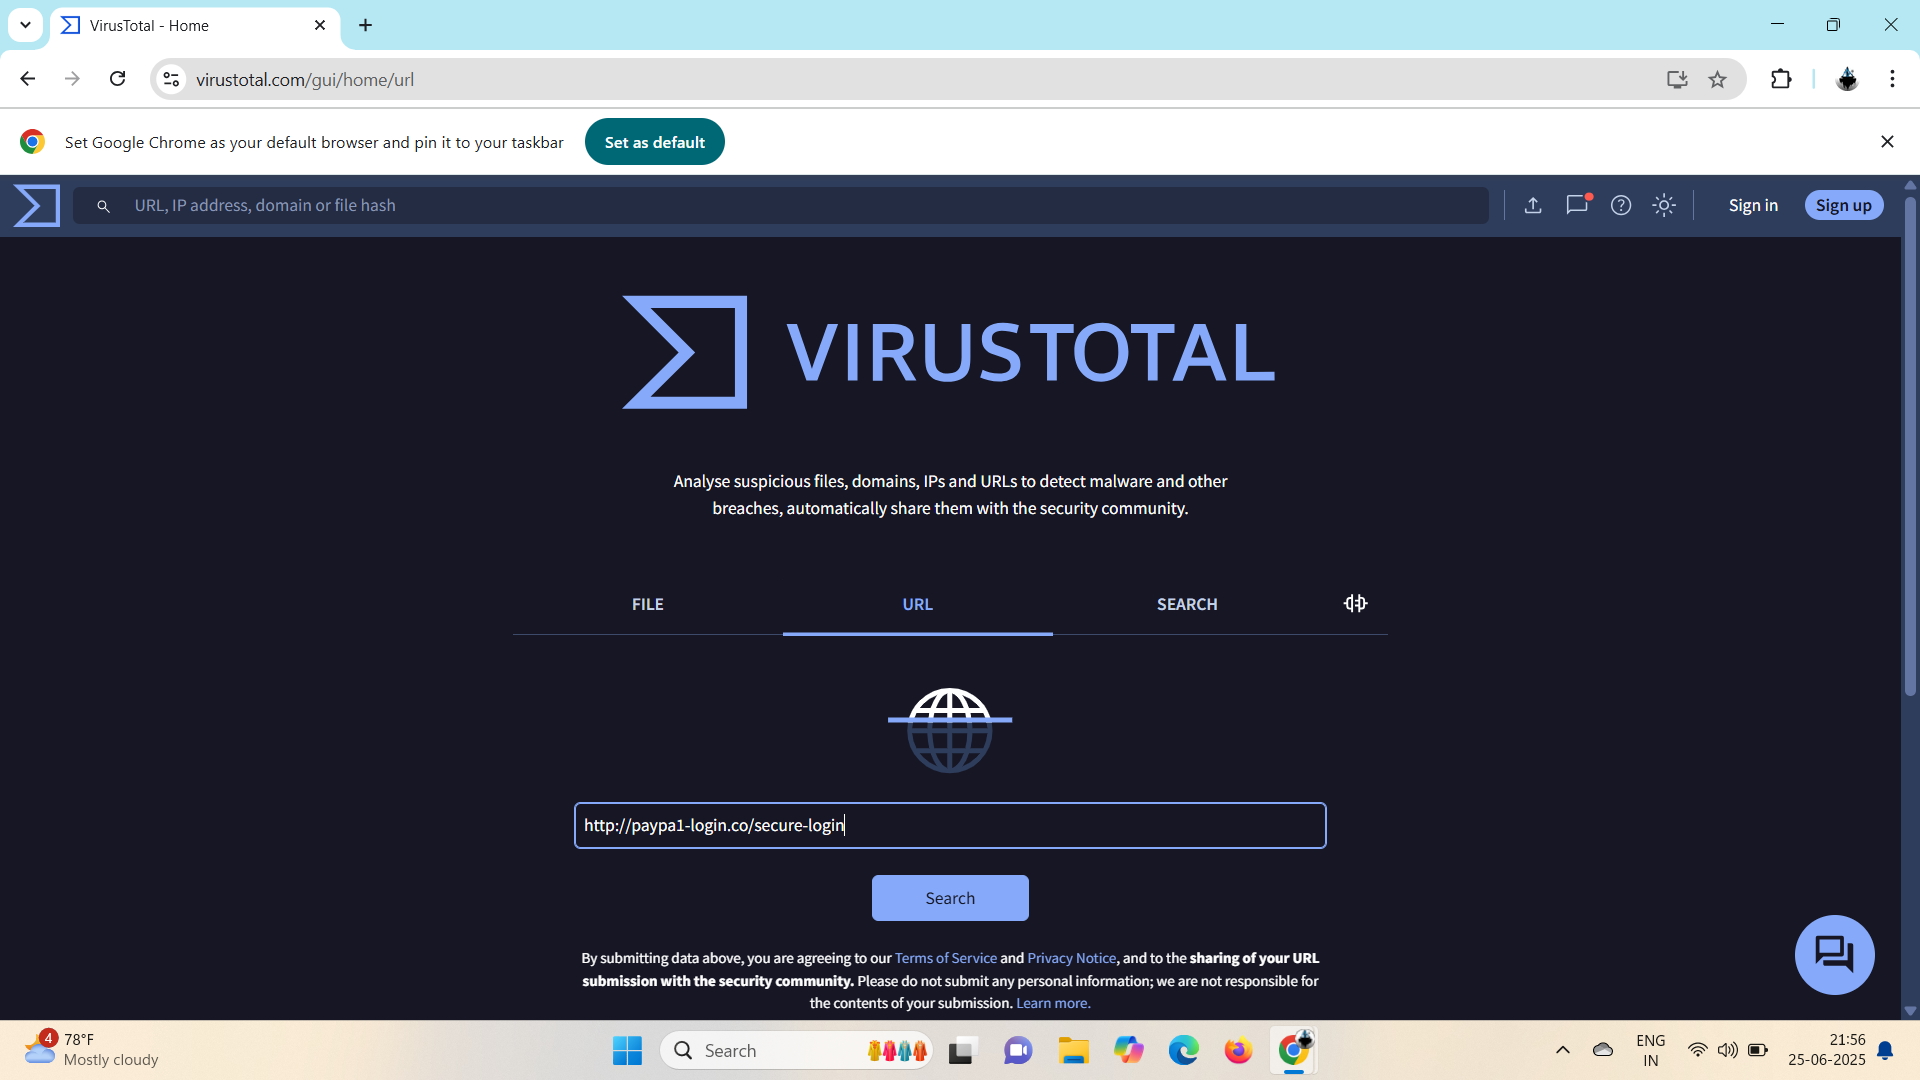 VirusTotal - Home
virustotal.com/gui/home/url
Set Google Chrome as your default browser and pin it to your taskbar
Set as default
URL, IP address, domain or file hash
Sign in
Sign up
VIRUSTOTAL
Analyse suspicious files, domains, IPs and URLs to detect malware and other
breaches, automatically share them with the security community.
FILE
URL
SEARCH
http://paypa1-login.co/secure-login
Search
By submitting data above, you are agreeing to our Terms of Service and Privacy Notice, and to the sharing of your URL
submission with the security community. Please do not submit any personal information; we are not responsible for
the contents of your submission. Learn more.
4
78°F
Mostly cloudy
Search
ENG
IN
21:56
25-06-2025